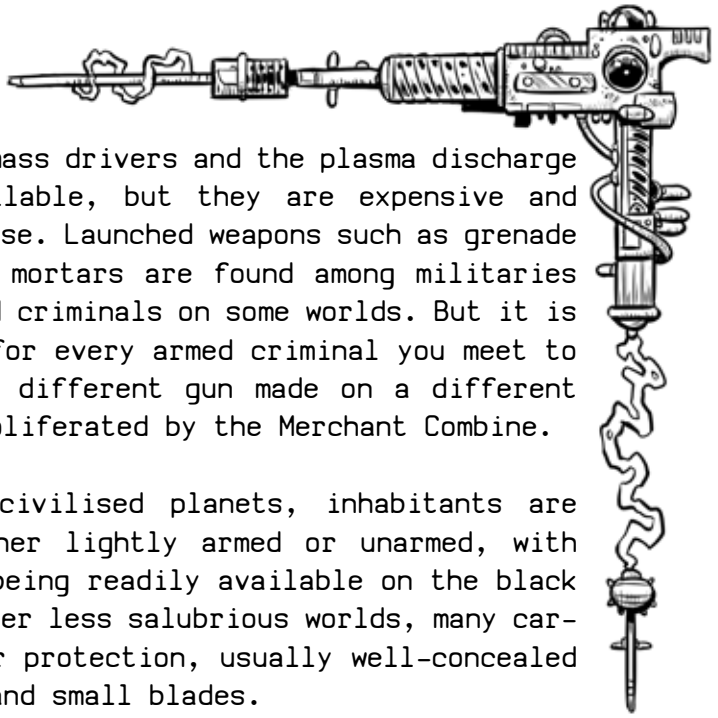 mass drivers and the plasma discharge
ilable, but they are expensive and
se. Launched weapons such as grenade
mortars are found among militaries
criminals on some worlds. But it is
for every armed criminal you meet to
different gun made on a different
oliferated by the Merchant Combine.
civilised planets, inhabitants are
her lightly armed or unarmed, with
being readily available on the black
er less salubrious worlds, many car-
r protection, usually well-concealed
and small blades.